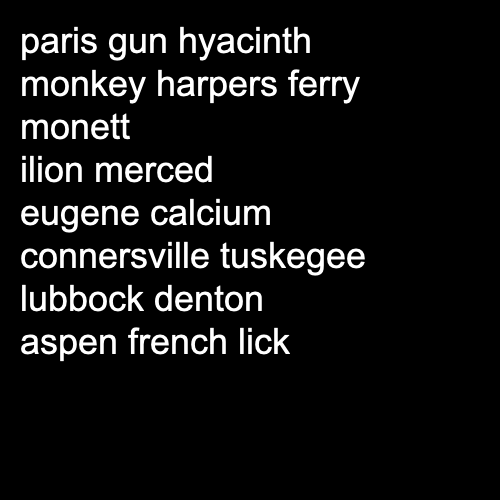 paris gun hyacinth
monkey harpers ferry
monett
ilion merced
eugene calcium
connersville tuskegee
lubbock denton
aspen french lick